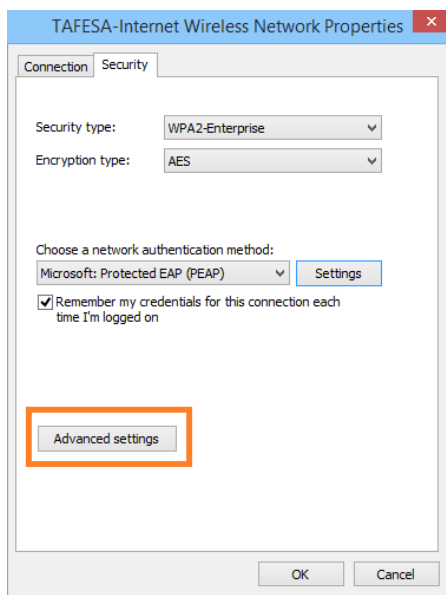 TAFESA-Internet Wireless Network Properties
Connection Security
Security type: WPA2-Enterprise
Encryption type: AES
Choose a network authentication method:
Microsoft: Protected EAP (PEAP) Settings
Remember my credentials for this connection each
time I'm logged on
Advanced settings
OK Cancel